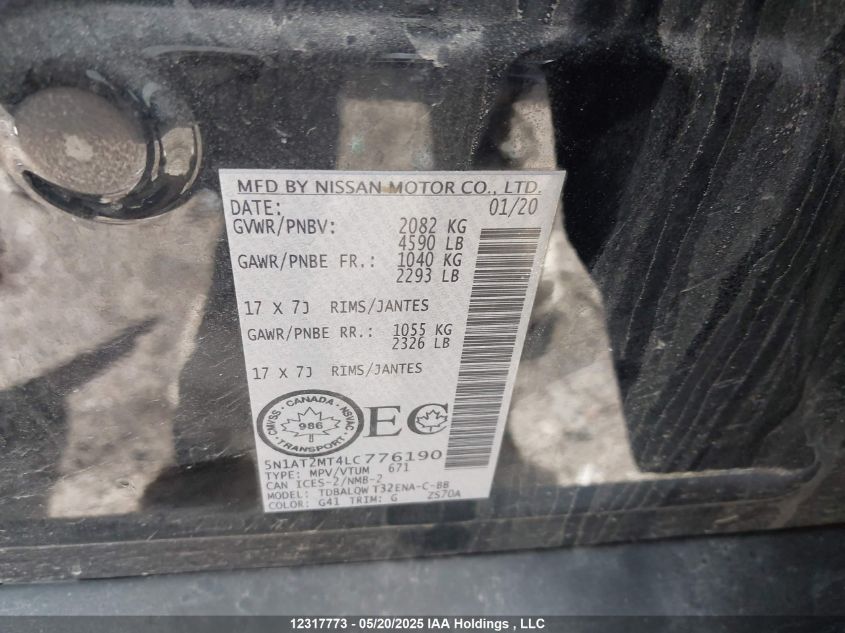 MFD BY NISSAN MOTOR CO., LTD.
DATE: 01/20
GVWR/PNBV: 2082 KG
4590 LB
GAWR/PNBE FR.: 1040 KG
2293 LB
17 X 7J RIMS/JANTES
GAWR/PNBE RR.: 1055 KG
2326 LB
17 X 7J RIMS/JANTES
CMVSS · CANADA · NSVAC · TRANSPORT ·
986
EC
5N1AT2MT4LC776190
TYPE: MPV/VTUM 671
CAN ICES-2/NMB-2
MODEL: TDBALQW T32ENA-C-BB
COLOR: G41 TRIM: G ZS70A
12317773 - 05/20/2025 IAA Holdings , LLC